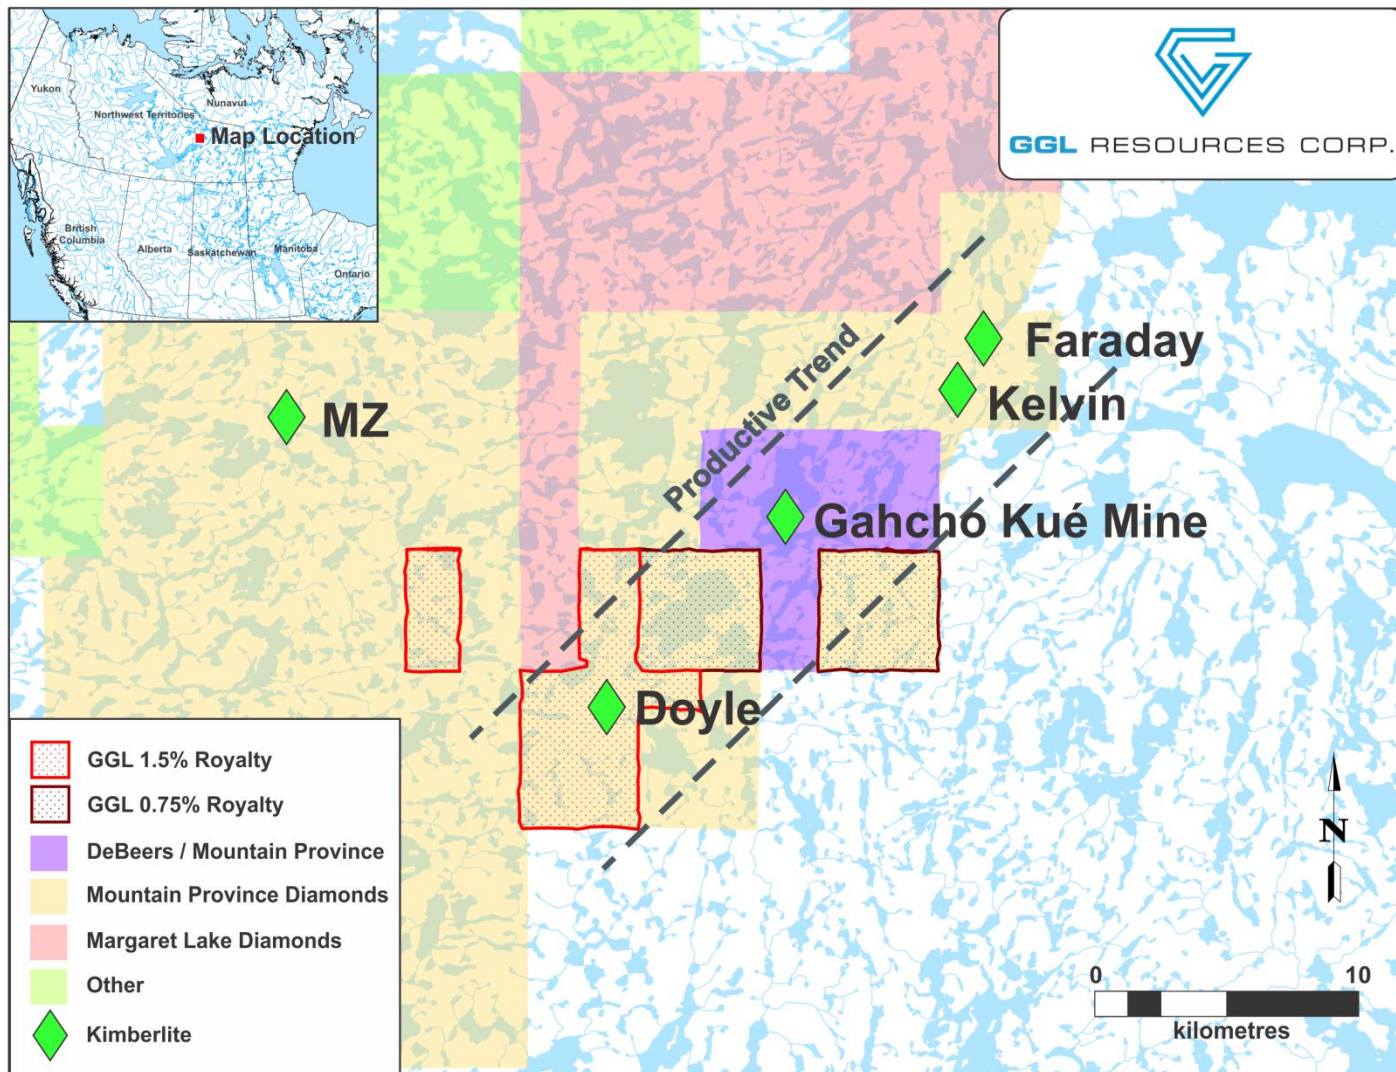 Yukon
Nunavut
Northwest Territories
Map Location
British
Columbia
Alberta
Saskatchewan
Manitoba
Ontario
GGL RESOURCES CORP.
Productive Trend
Faraday
Kelvin
MZ
Gahcho Kué Mine
Doyle
GGL 1.5% Royalty
GGL 0.75% Royalty
DeBeers / Mountain Province
Mountain Province Diamonds
Margaret Lake Diamonds
Other
Kimberlite
N
0 10
kilometres